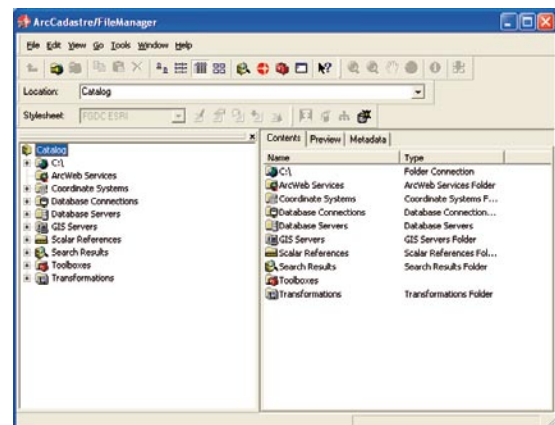 ArcCadastre/FileManager
File Edit View Go Tools Window Help
Location: Catalog
Stylesheet: FGDC ESRI
Catalog
C:\
ArcWeb Services
Coordinate Systems
Database Connections
Database Servers
GIS Servers
Scalar References
Search Results
Toolboxes
Transformations
Contents Preview Metadata
Name Type
C:\ Folder Connection
ArcWeb Services ArcWeb Services Folder
Coordinate Systems Coordinate Systems F...
Database Connections Database Connection...
Database Servers Database Servers
GIS Servers GIS Servers Folder
Scalar References Scalar References Fol...
Search Results Search Results Folder
Toolboxes
Transformations Transformations Folder